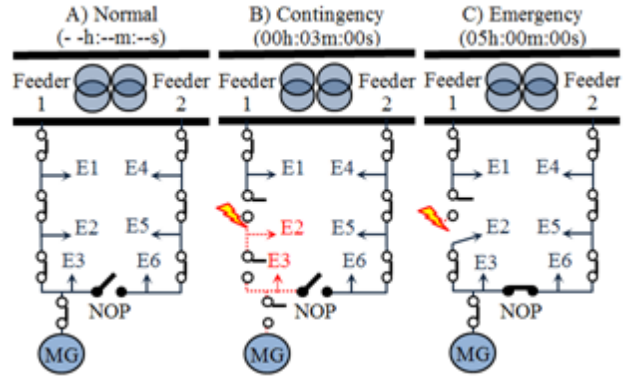 A) Normal
(- -h:--m:--s)
B) Contingency
(00h:03m:00s)
C) Emergency
(05h:00m:00s)
Feeder 1
Feeder 2
Feeder 1
Feeder 2
Feeder 1
Feeder 2
E1
E4
E2
E5
E3
E6
NOP
MG
E1
E4
E2
E5
E3
E6
NOP
MG
E1
E4
E2
E5
E3
E6
NOP
MG